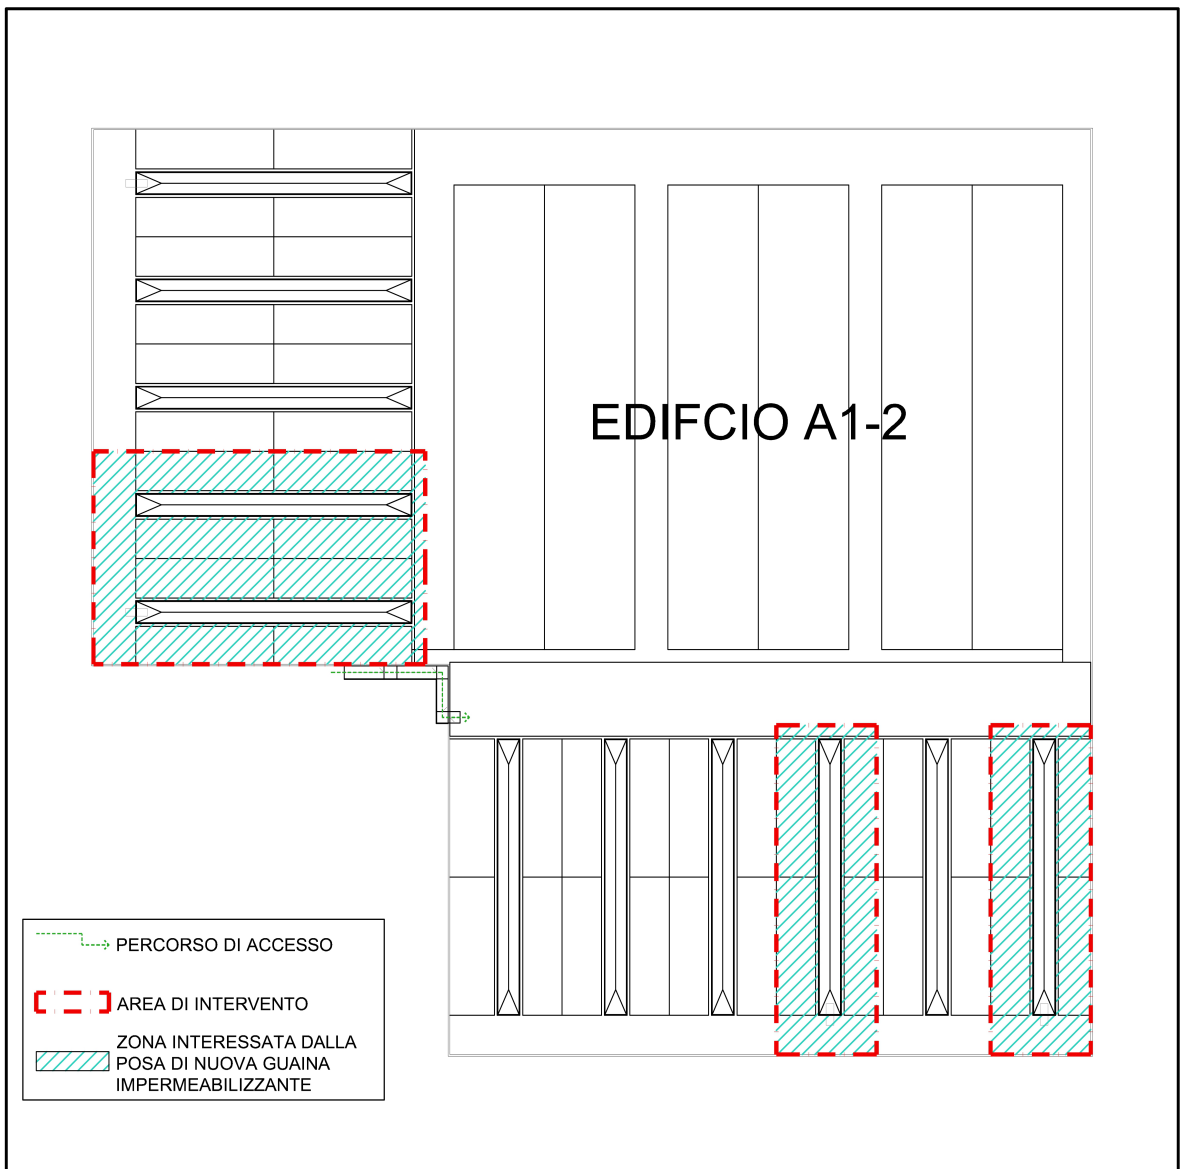 EDIFCIO A1-2
PERCORSO DI ACCESSO
AREA DI INTERVENTO
ZONA INTERESSATA DALLA
POSA DI NUOVA GUAINA
IMPERMEABILIZZANTE